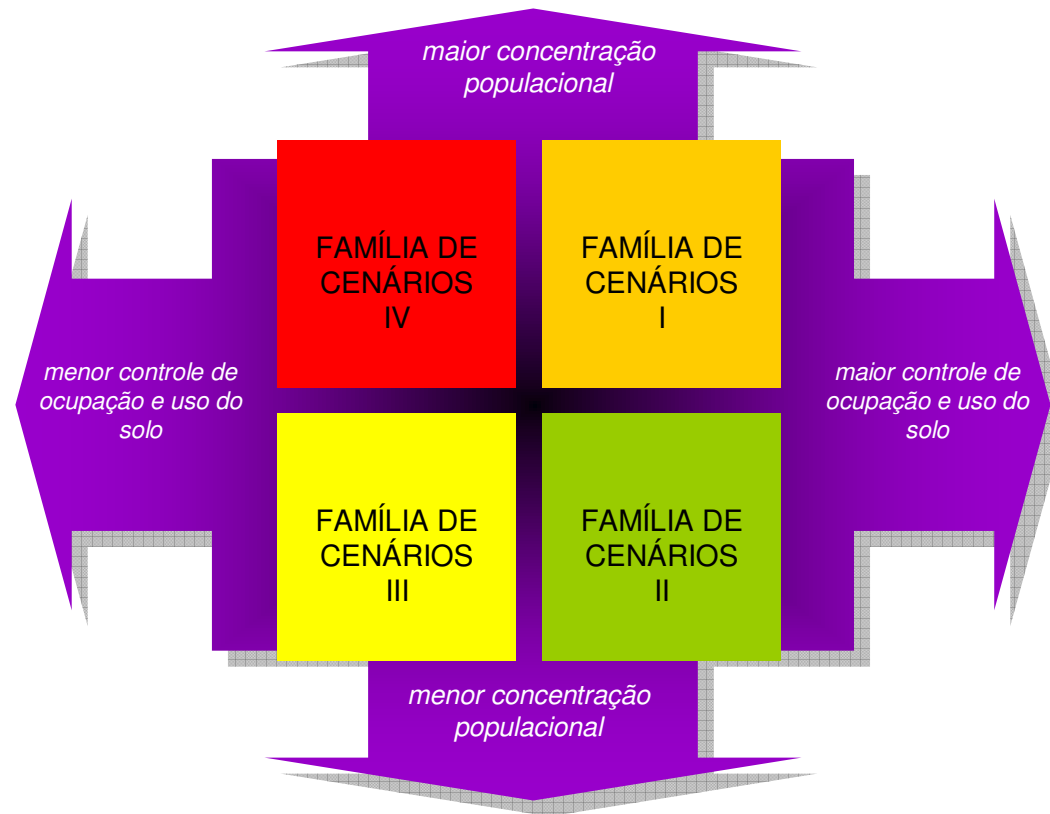 maior concentração
populacional
FAMÍLIA DE
CENÁRIOS
IV
FAMÍLIA DE
CENÁRIOS
I
menor controle de
ocupação e uso do
solo
maior controle de
ocupação e uso do
solo
FAMÍLIA DE
CENÁRIOS
III
FAMÍLIA DE
CENÁRIOS
II
menor concentração
populacional